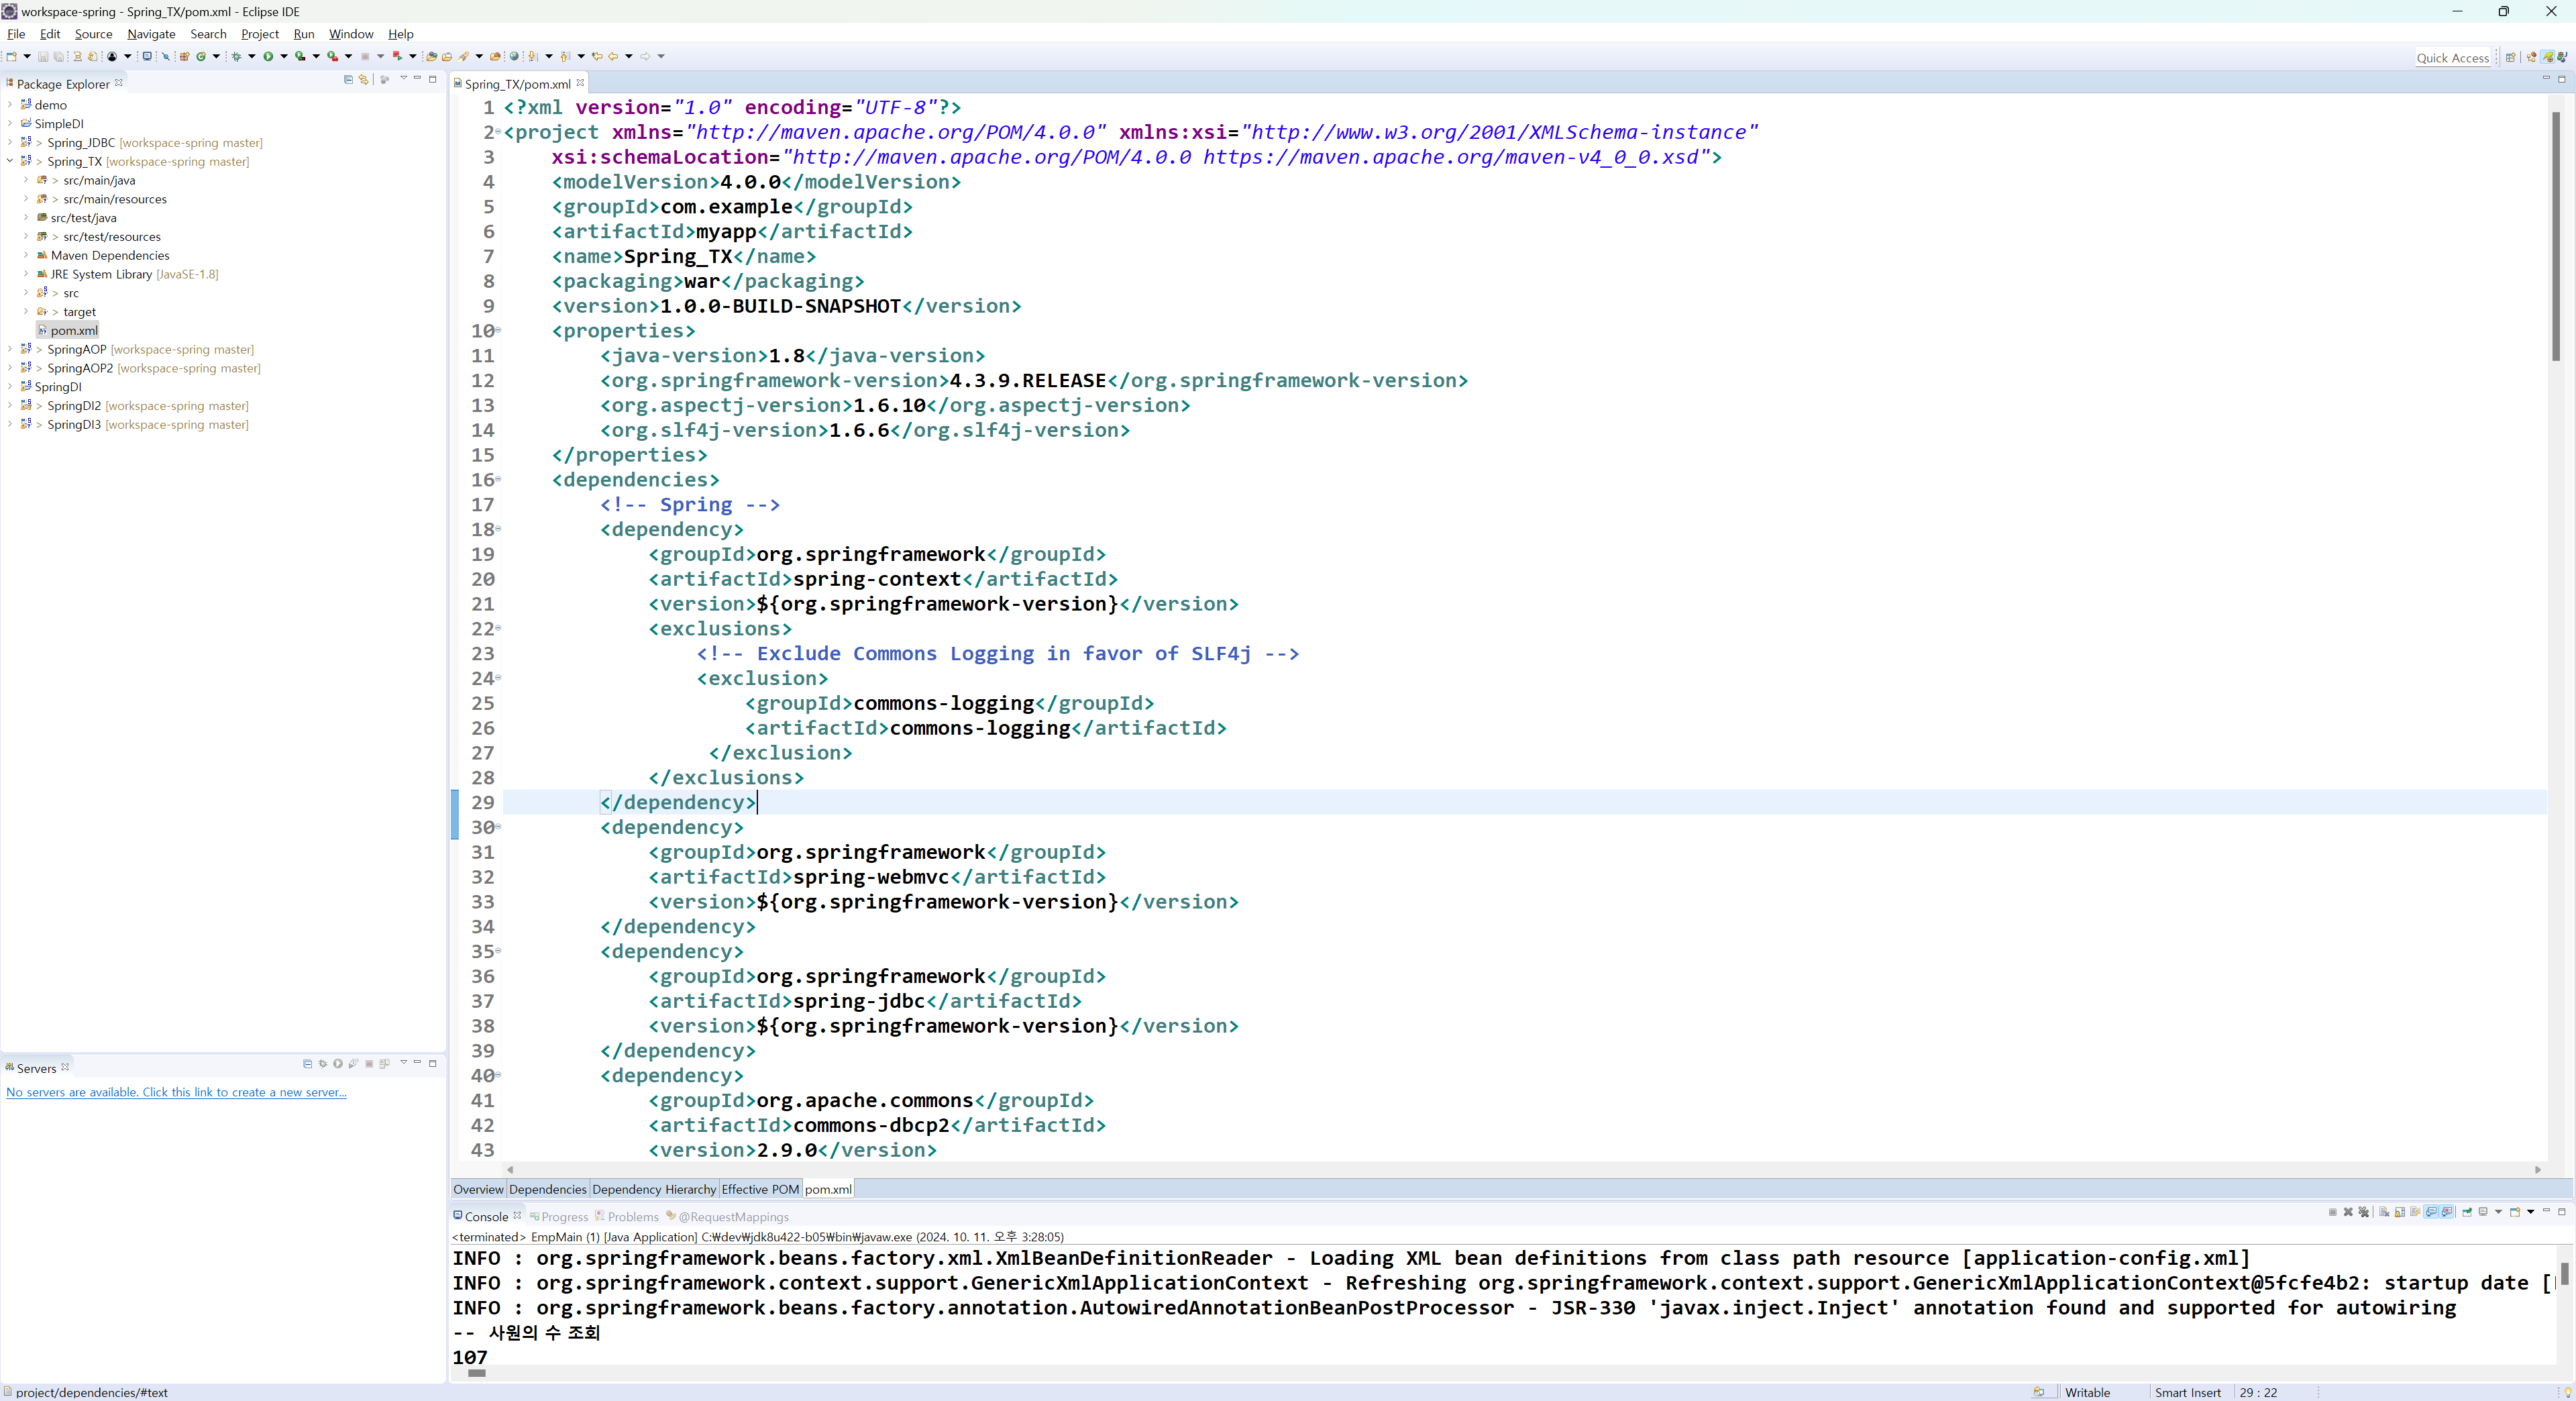 workspace-spring - Spring_TX/pom.xml - Eclipse IDE
File Edit Source Navigate Search Project Run Window Help
Quick Access
Package Explorer
demo
SimpleDI
> Spring_JDBC [workspace-spring master]
> Spring_TX [workspace-spring master]
> src/main/java
> src/main/resources
src/test/java
> src/test/resources
Maven Dependencies
JRE System Library [JavaSE-1.8]
> src
> target
pom.xml
> SpringAOP [workspace-spring master]
> SpringAOP2 [workspace-spring master]
SpringDI
> SpringDI2 [workspace-spring master]
> SpringDI3 [workspace-spring master]
Servers
No servers are available. Click this link to create a new server...
Spring_TX/pom.xml
1 <?xml version="1.0" encoding="UTF-8"?>
2 <project xmlns="http://maven.apache.org/POM/4.0.0" xmlns:xsi="http://www.w3.org/2001/XMLSchema-instance"
3     xsi:schemaLocation="http://maven.apache.org/POM/4.0.0 https://maven.apache.org/maven-v4_0_0.xsd">
4     <modelVersion>4.0.0</modelVersion>
5     <groupId>com.example</groupId>
6     <artifactId>myapp</artifactId>
7     <name>Spring_TX</name>
8     <packaging>war</packaging>
9     <version>1.0.0-BUILD-SNAPSHOT</version>
10     <properties>
11         <java-version>1.8</java-version>
12         <org.springframework-version>4.3.9.RELEASE</org.springframework-version>
13         <org.aspectj-version>1.6.10</org.aspectj-version>
14         <org.slf4j-version>1.6.6</org.slf4j-version>
15     </properties>
16     <dependencies>
17         <!-- Spring -->
18         <dependency>
19             <groupId>org.springframework</groupId>
20             <artifactId>spring-context</artifactId>
21             <version>${org.springframework-version}</version>
22             <exclusions>
23                 <!-- Exclude Commons Logging in favor of SLF4j -->
24                 <exclusion>
25                     <groupId>commons-logging</groupId>
26                     <artifactId>commons-logging</artifactId>
27                  </exclusion>
28             </exclusions>
29         </dependency>
30         <dependency>
31             <groupId>org.springframework</groupId>
32             <artifactId>spring-webmvc</artifactId>
33             <version>${org.springframework-version}</version>
34         </dependency>
35         <dependency>
36             <groupId>org.springframework</groupId>
37             <artifactId>spring-jdbc</artifactId>
38             <version>${org.springframework-version}</version>
39         </dependency>
40         <dependency>
41             <groupId>org.apache.commons</groupId>
42             <artifactId>commons-dbcp2</artifactId>
43             <version>2.9.0</version>
Overview Dependencies Dependency Hierarchy Effective POM pom.xml
Console Progress Problems @RequestMappings
<terminated> EmpMain (1) [Java Application] C:₩dev₩jdk8u422-b05₩bin₩javaw.exe (2024. 10. 11. 오후 3:28:05)
INFO : org.springframework.beans.factory.xml.XmlBeanDefinitionReader - Loading XML bean definitions from class path resource [application-config.xml]
INFO : org.springframework.context.support.GenericXmlApplicationContext - Refreshing org.springframework.context.support.GenericXmlApplicationContext@5fcfe4b2: startup date [
INFO : org.springframework.beans.factory.annotation.AutowiredAnnotationBeanPostProcessor - JSR-330 'javax.inject.Inject' annotation found and supported for autowiring
-- 사원의 수 조회
107
project/dependencies/#text
Writable Smart Insert 29 : 22